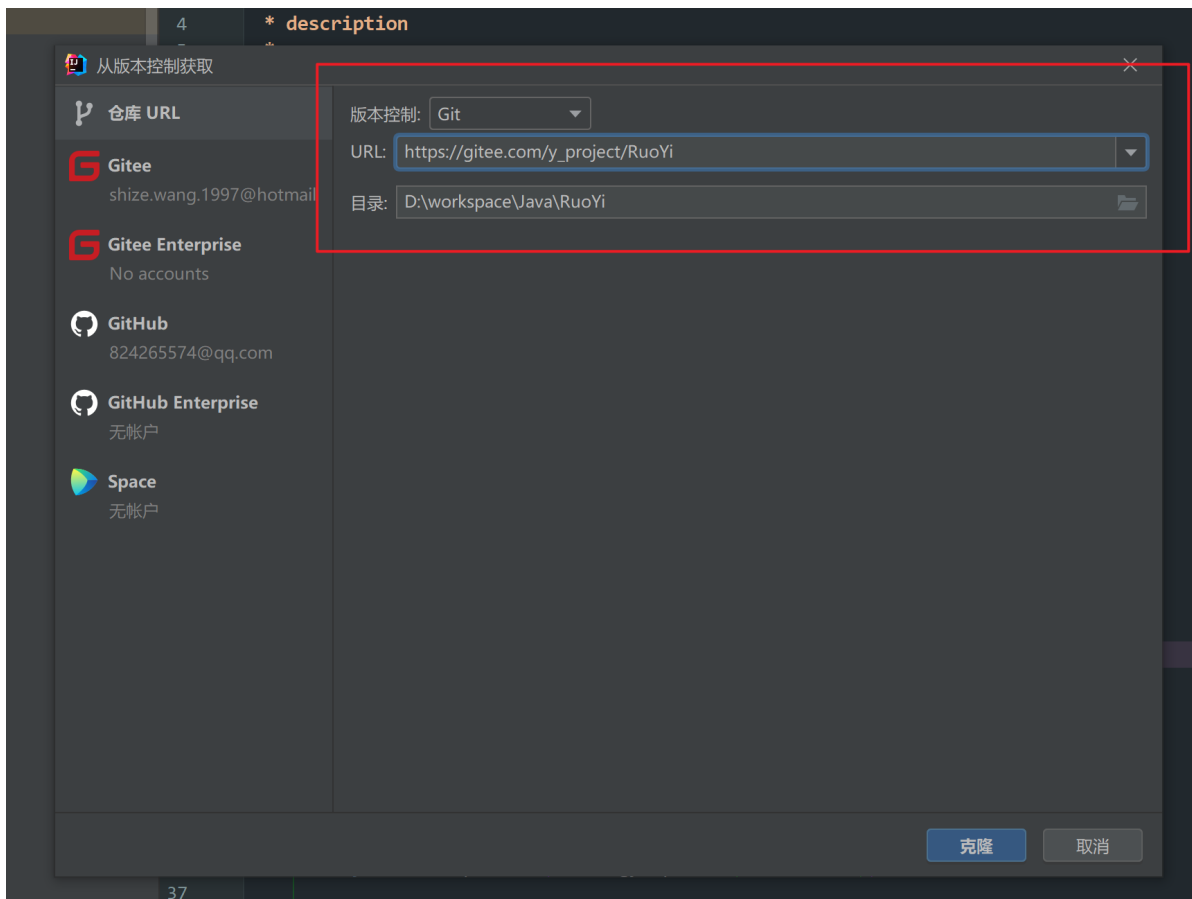 4 * description
*
从版本控制获取
仓库 URL
Gitee
shize.wang.1997@hotmail
Gitee Enterprise
No accounts
GitHub
824265574@qq.com
GitHub Enterprise
无帐户
Space
无帐户
版本控制: Git
URL: https://gitee.com/y_project/RuoYi
目录: D:\workspace\Java\RuoYi
克隆 取消
37